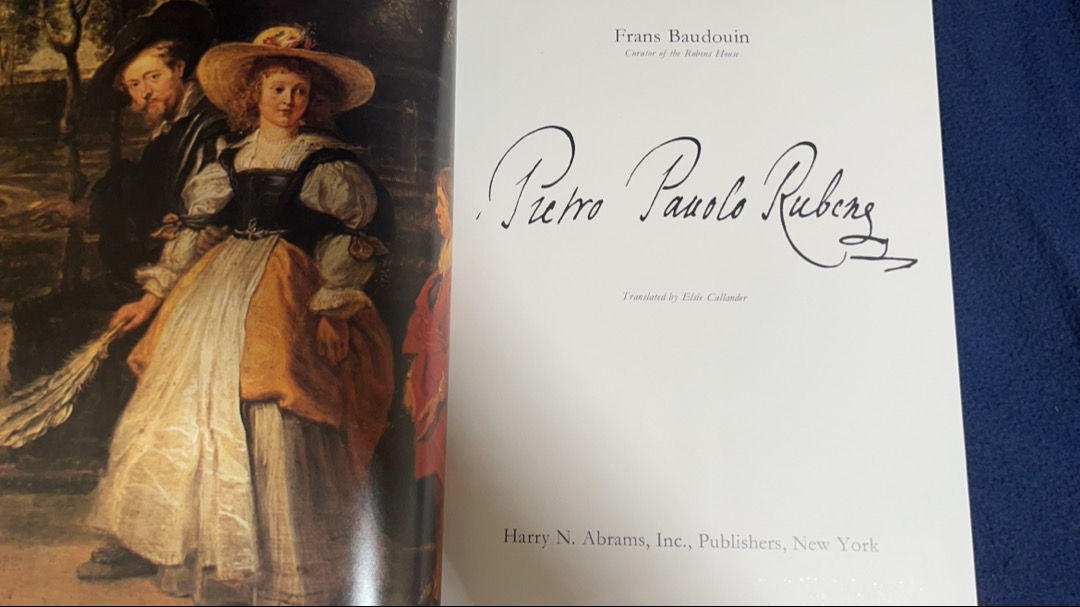 Frans Baudouin
Curator of the Rubens House
Pietro Pauolo Rubens
Translated by Elsie Callander
Harry N. Abrams, Inc., Publishers, New York